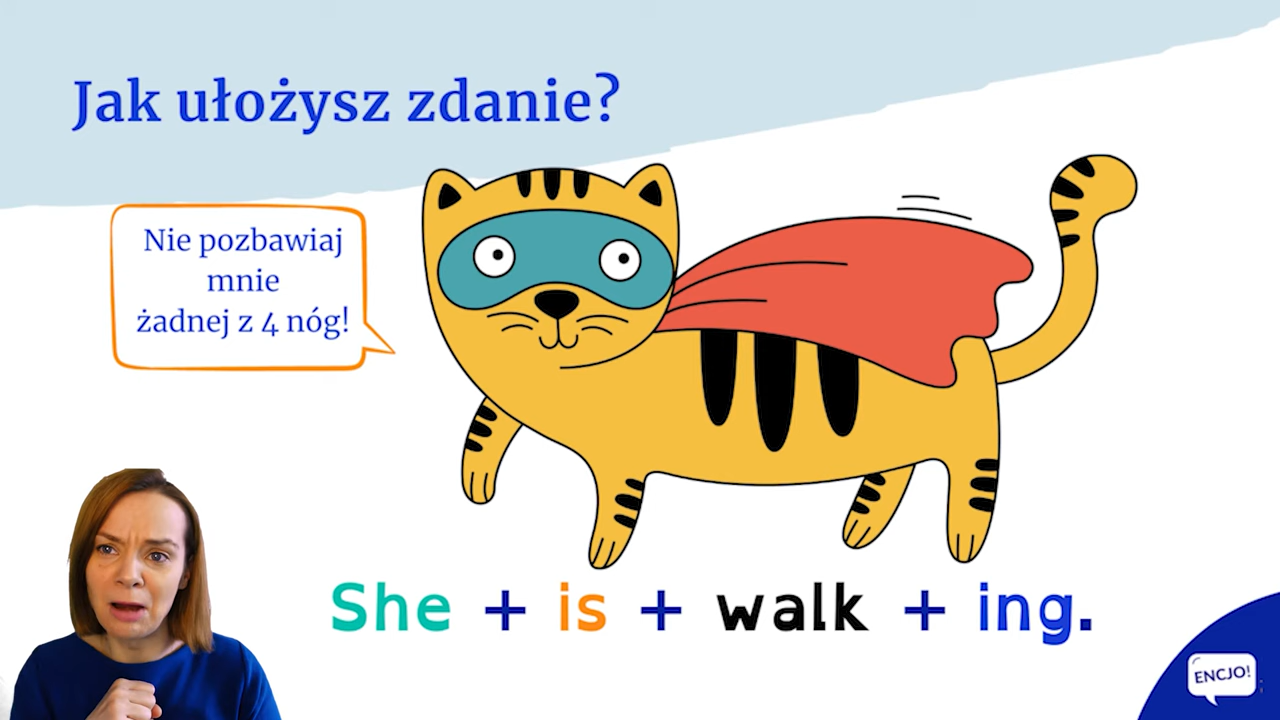 Jak ułożysz zdanie?
Nie pozbawiaj
mnie
żadnej z 4 nóg!
She + is + walk + ing.
ENCJO!